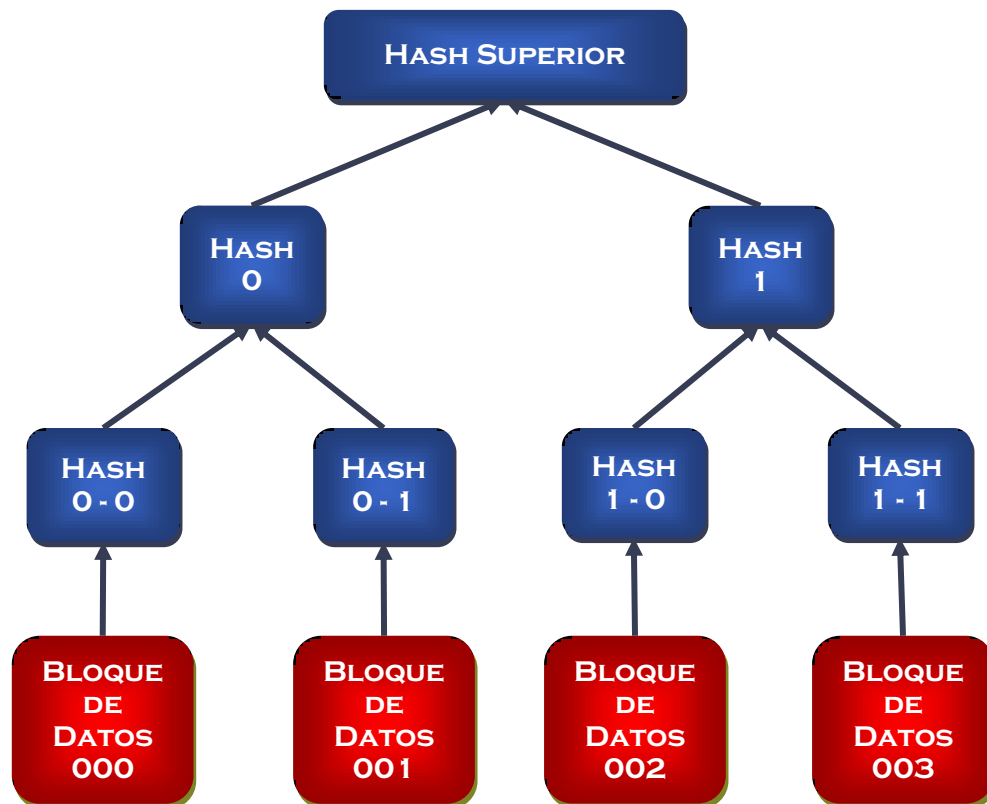 Hash Superior
Hash
0
Hash
1
Hash
0 - 0
Hash
0 - 1
Hash
1 - 0
Hash
1 - 1
Bloque
de
Datos
000
Bloque
de
Datos
001
Bloque
de
Datos
002
Bloque
de
Datos
003